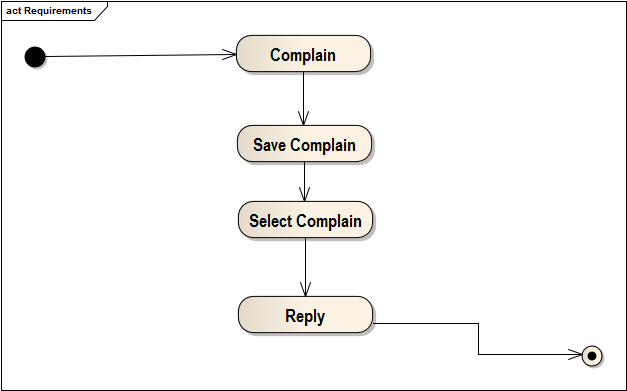 act Requirements
Complain
Save Complain
Select Complain
Reply